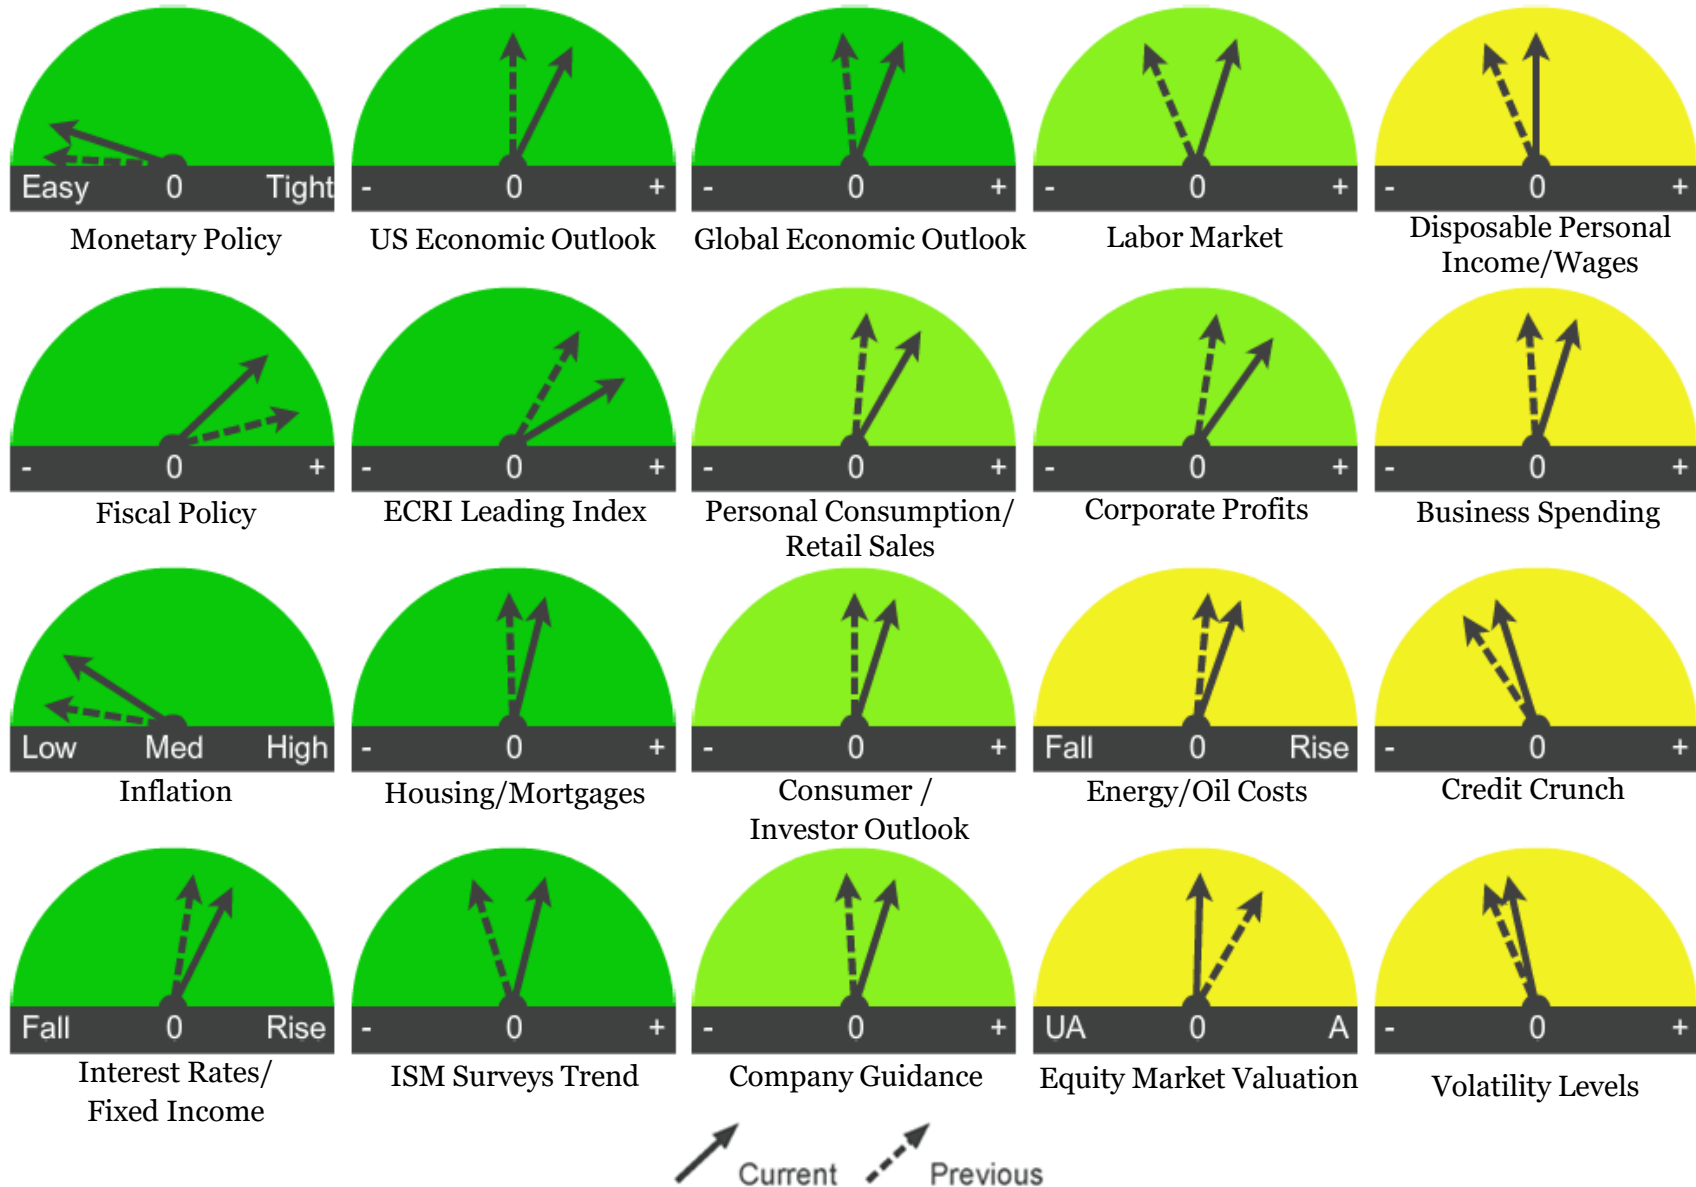 Easy 0 Tight
- 0 +
- 0 +
- 0 +
- 0 +
Monetary Policy
US Economic Outlook
Global Economic Outlook
Labor Market
Disposable Personal
Income/Wages
- 0 +
- 0 +
- 0 +
- 0 +
- 0 +
Fiscal Policy
ECRI Leading Index
Personal Consumption/
Retail Sales
Corporate Profits
Business Spending
Low Med High
- 0 +
- 0 +
Fall 0 Rise
- 0 +
Inflation
Housing/Mortgages
Consumer /
Investor Outlook
Energy/Oil Costs
Credit Crunch
Fall 0 Rise
- 0 +
- 0 +
UA 0 A
- 0 +
Interest Rates/
Fixed Income
ISM Surveys Trend
Company Guidance
Equity Market Valuation
Volatility Levels
Current
Previous